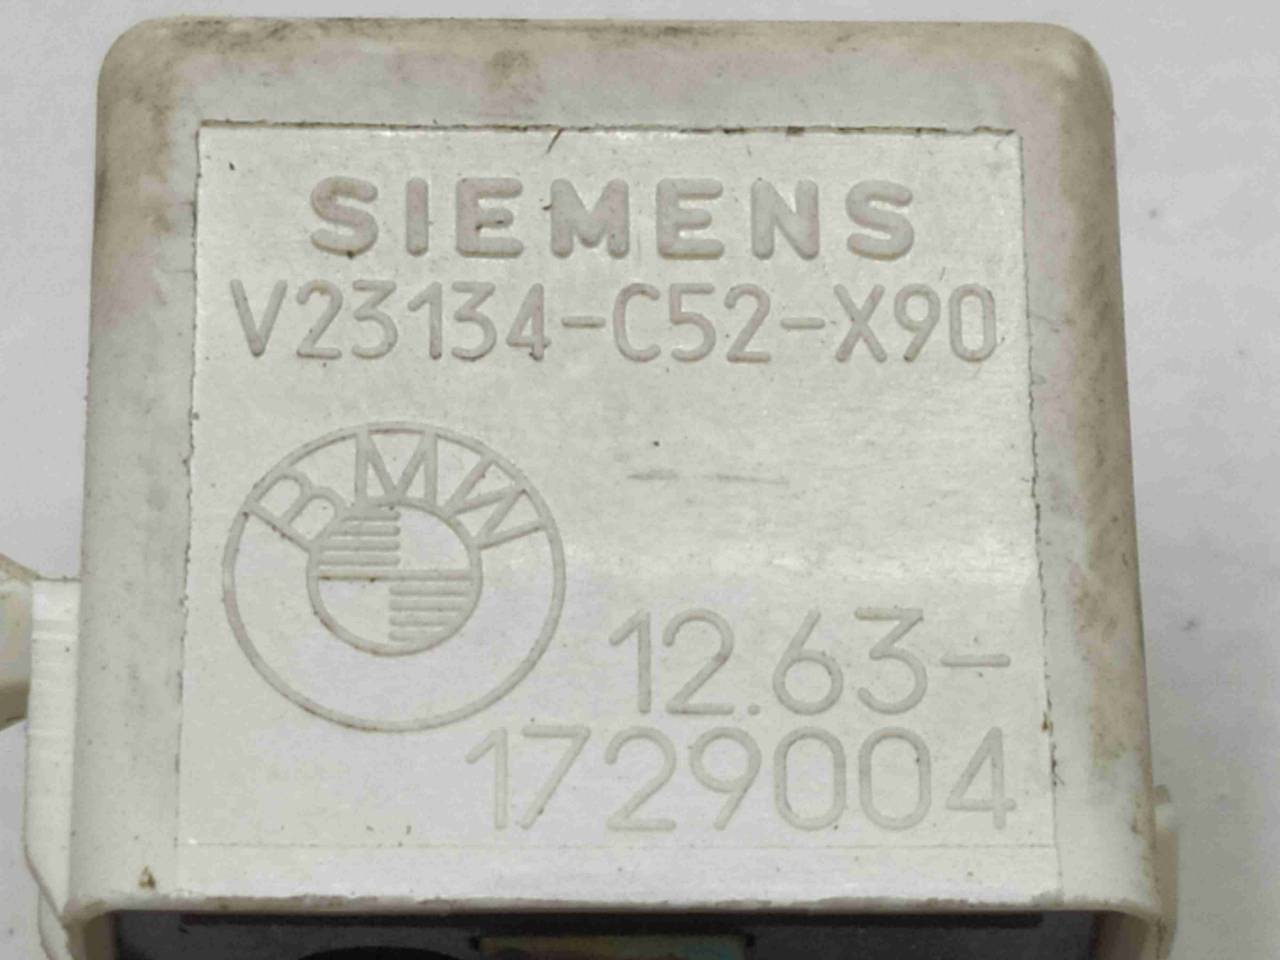 SIEMENS
V23134-C52-X90
BMW
12.63-
1729004